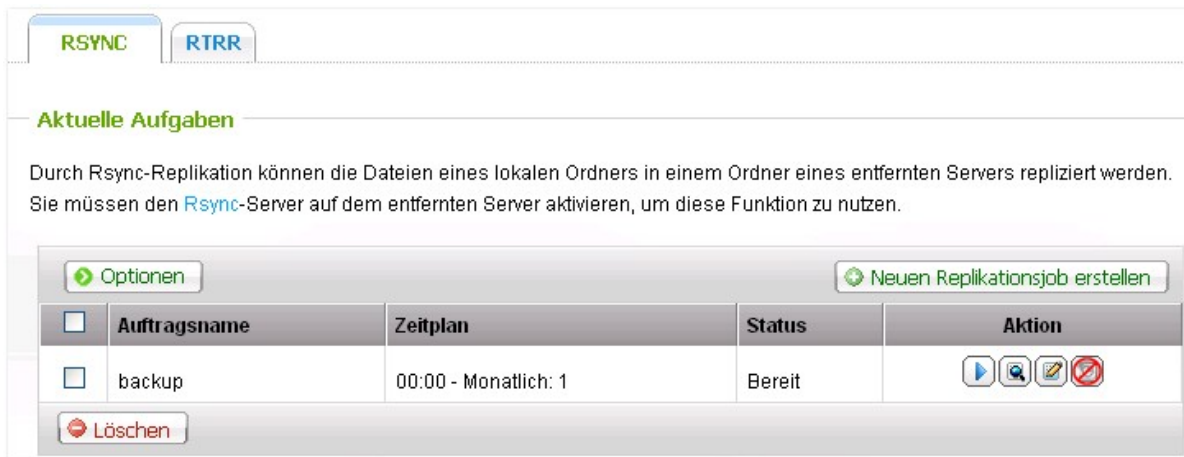 RSYNC RTRR
Aktuelle Aufgaben
Durch Rsync-Replikation können die Dateien eines lokalen Ordners in einem Ordner eines entfernten Servers repliziert werden.
Sie müssen den Rsync-Server auf dem entfernten Server aktivieren, um diese Funktion zu nutzen.
Optionen Neuen Replikationsjob erstellen
Auftragsname Zeitplan Status Aktion
backup 00:00 - Monatlich: 1 Bereit
Löschen